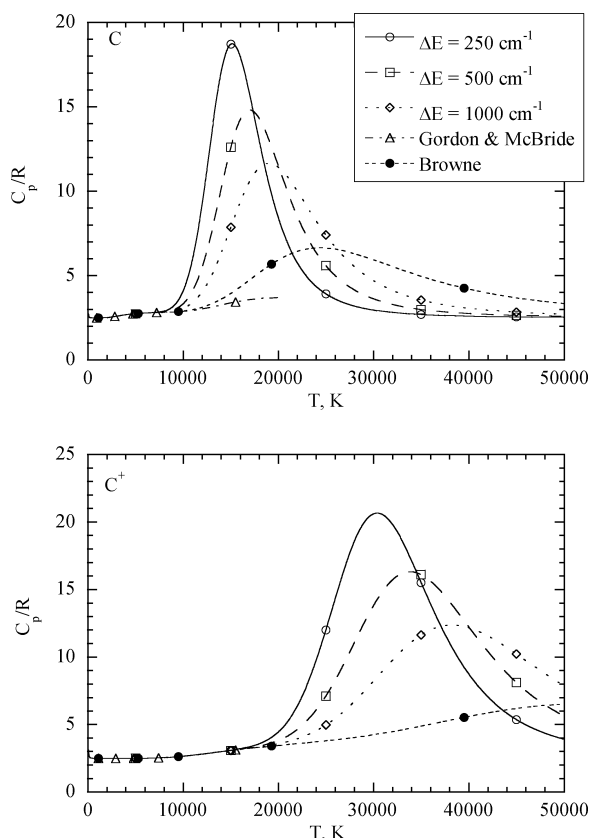 C
ΔE = 250 cm⁻¹
ΔE = 500 cm⁻¹
ΔE = 1000 cm⁻¹
Gordon & McBride
Browne
20
15
10
5
0
Cp/R
0 10000 20000 30000 40000 50000
T, K
C⁺
25
20
15
10
5
0
Cp/R
0 10000 20000 30000 40000 50000
T, K